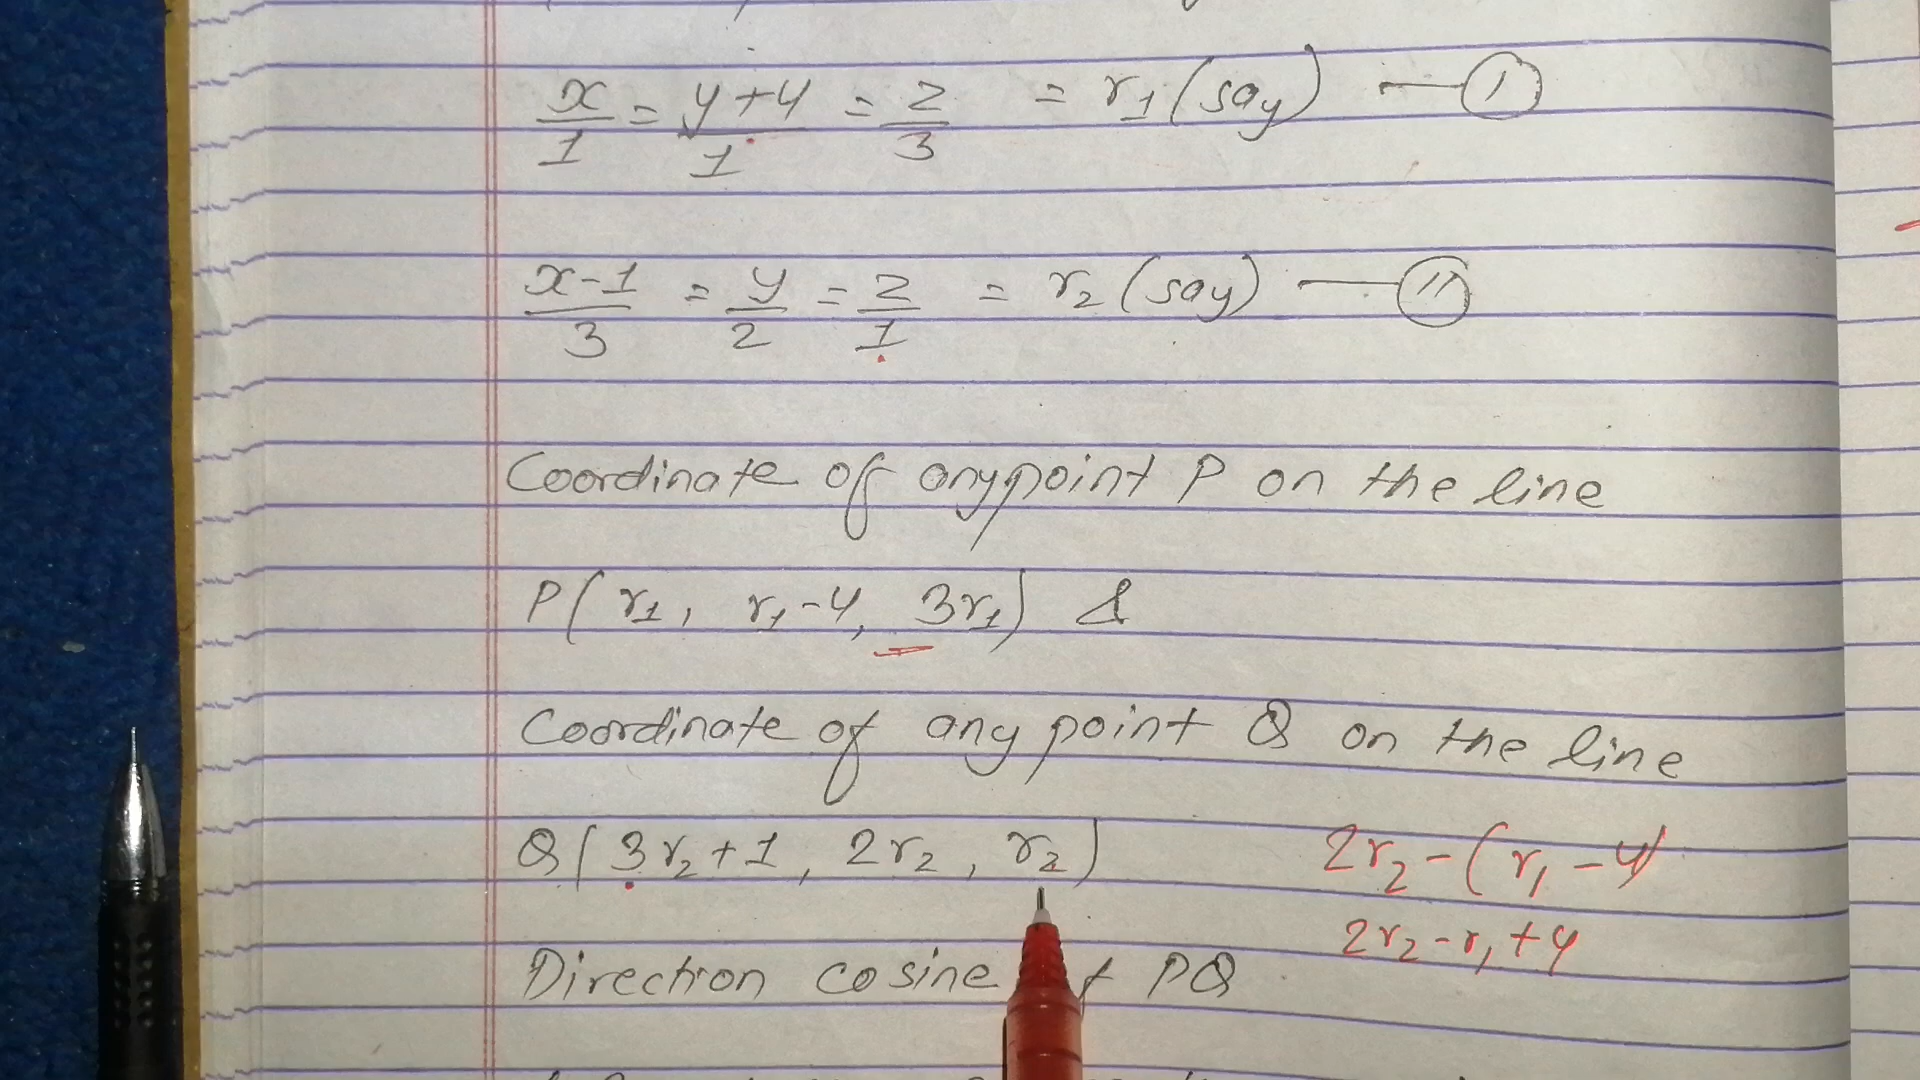 x/1 = y+4/1 = z/3 = r₁ (say) — (I)
x-1/3 = y/2 = z/1 = r₂ (say) — (II)
Coordinate of any point P on the line
P(r₁, r₁-4, 3r₁) &
Coordinate of any point Q on the line
Q(3r₂+1, 2r₂, r₂)
2r₂-(r₁-4)
2r₂-r₁+4
Direction cosine of PQ